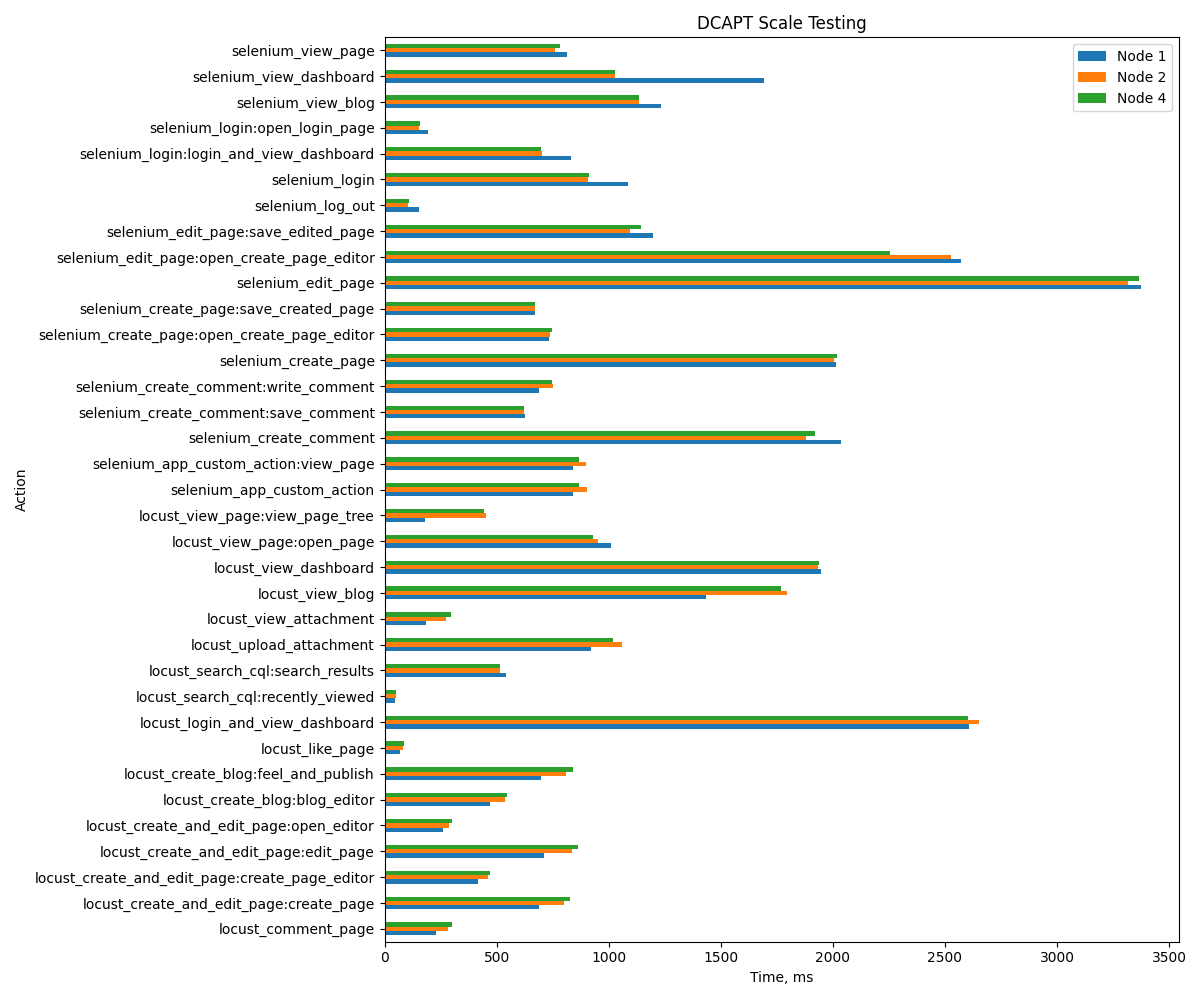 DCAPT Scale Testing
Node 1
Node 2
Node 4
selenium_view_page
selenium_view_dashboard
selenium_view_blog
selenium_login:open_login_page
selenium_login:login_and_view_dashboard
selenium_login
selenium_log_out
selenium_edit_page:save_edited_page
selenium_edit_page:open_create_page_editor
selenium_edit_page
selenium_create_page:save_created_page
selenium_create_page:open_create_page_editor
selenium_create_page
selenium_create_comment:write_comment
selenium_create_comment:save_comment
selenium_create_comment
selenium_app_custom_action:view_page
selenium_app_custom_action
locust_view_page:view_page_tree
locust_view_page:open_page
locust_view_dashboard
locust_view_blog
locust_view_attachment
locust_upload_attachment
locust_search_cql:search_results
locust_search_cql:recently_viewed
locust_login_and_view_dashboard
locust_like_page
locust_create_blog:feel_and_publish
locust_create_blog:blog_editor
locust_create_and_edit_page:open_editor
locust_create_and_edit_page:edit_page
locust_create_and_edit_page:create_page_editor
locust_create_and_edit_page:create_page
locust_comment_page
Action
0 500 1000 1500 2000 2500 3000 3500
Time, ms